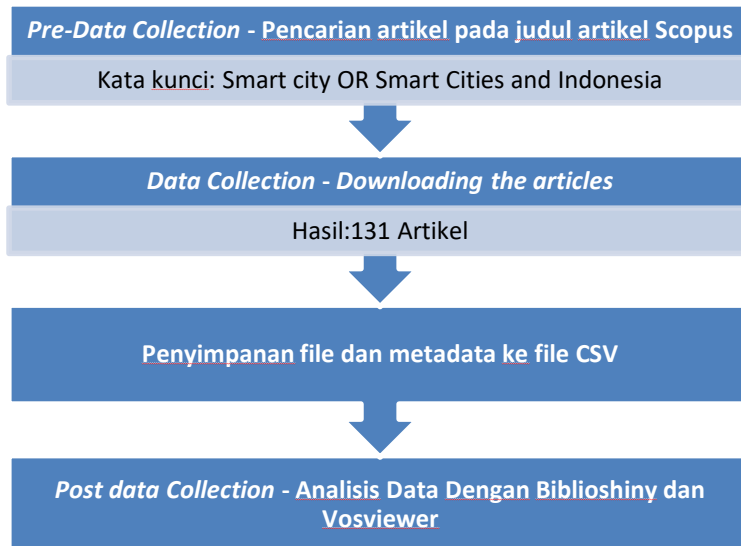 Pre-Data Collection - Pencarian artikel pada judul artikel Scopus
Kata kunci: Smart city OR Smart Cities and Indonesia
Data Collection - Downloading the articles
Hasil:131 Artikel
Penyimpanan file dan metadata ke file CSV
Post data Collection - Analisis Data Dengan Biblioshiny dan
Vosviewer